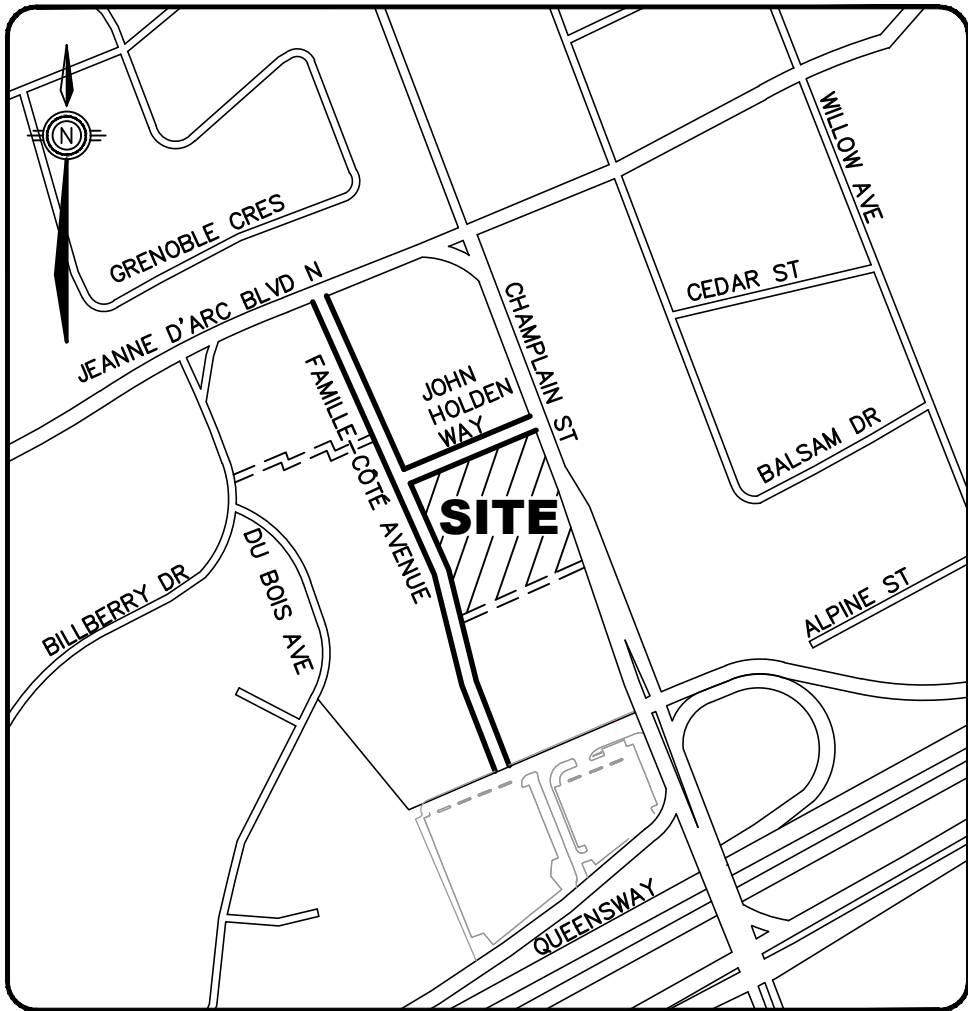 N
WILLOW AVE
GRENOBLE CRES
JEANNE D'ARC BLVD N
CEDAR ST
CHAMPLAIN ST
JOHN
HOLDEN
WAY
FAMILLE-CÔTÉ AVENUE
BALSAM DR
SITE
DU BOIS AVE
BILLBERRY DR
ALPINE ST
QUEENSWAY